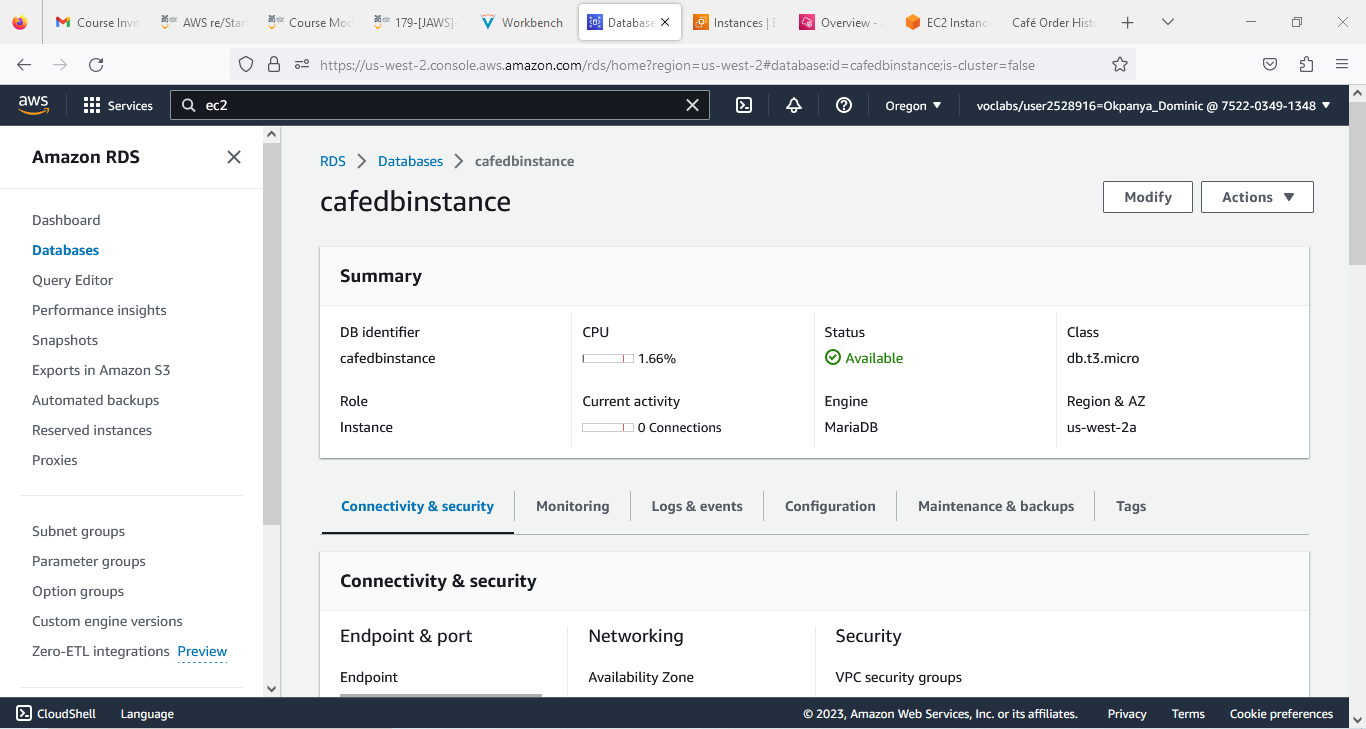 Course Invi AWS re/Star Course Mod 179-[JAWS]- Workbench Database Instances | E Overview - EC2 Instanc Café Order Hist
https://us-west-2.console.aws.amazon.com/rds/home?region=us-west-2#database:id=cafedbinstance;is-cluster=false
aws Services ec2 Oregon voclabs/user2528916=Okpanya_Dominic @ 7522-0349-1348
Amazon RDS
Dashboard
Databases
Query Editor
Performance insights
Snapshots
Exports in Amazon S3
Automated backups
Reserved instances
Proxies
Subnet groups
Parameter groups
Option groups
Custom engine versions
Zero-ETL integrations Preview
RDS Databases cafedbinstance
cafedbinstance
Modify Actions
Summary
DB identifier CPU Status Class
cafedbinstance 1.66% Available db.t3.micro
Role Current activity Engine Region & AZ
Instance 0 Connections MariaDB us-west-2a
Connectivity & security Monitoring Logs & events Configuration Maintenance & backups Tags
Connectivity & security
Endpoint & port Networking Security
Endpoint Availability Zone VPC security groups
CloudShell Language © 2023, Amazon Web Services, Inc. or its affiliates. Privacy Terms Cookie preferences